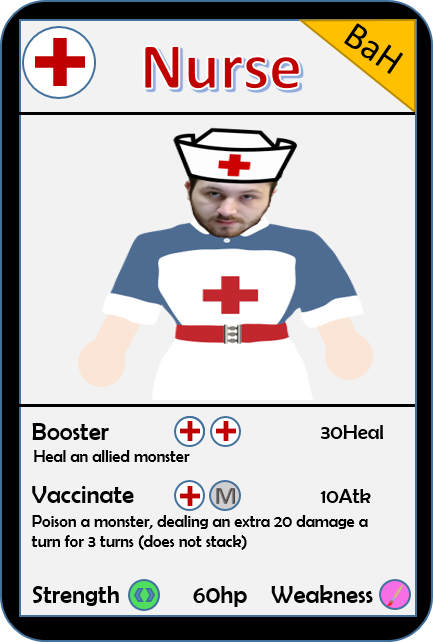 Nurse
BaH
Booster 30Heal
Heal an allied monster
Vaccinate M 10Atk
Poison a monster, dealing an extra 20 damage a
turn for 3 turns (does not stack)
Strength 60hp Weakness